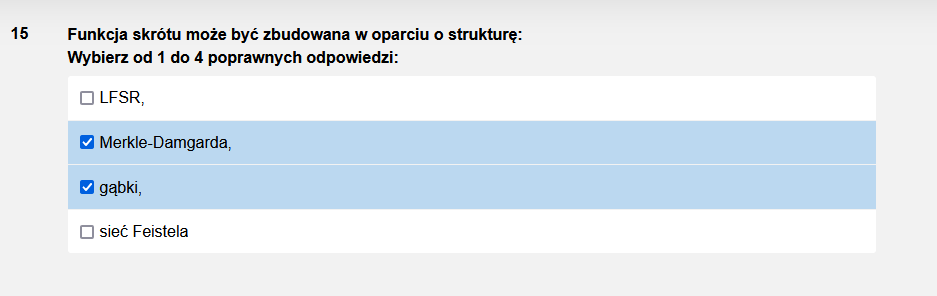 15 Funkcja skrótu może być zbudowana w oparciu o strukturę:
Wybierz od 1 do 4 poprawnych odpowiedzi:
LFSR,
Merkle-Damgarda,
gąbki,
sieć Feistela